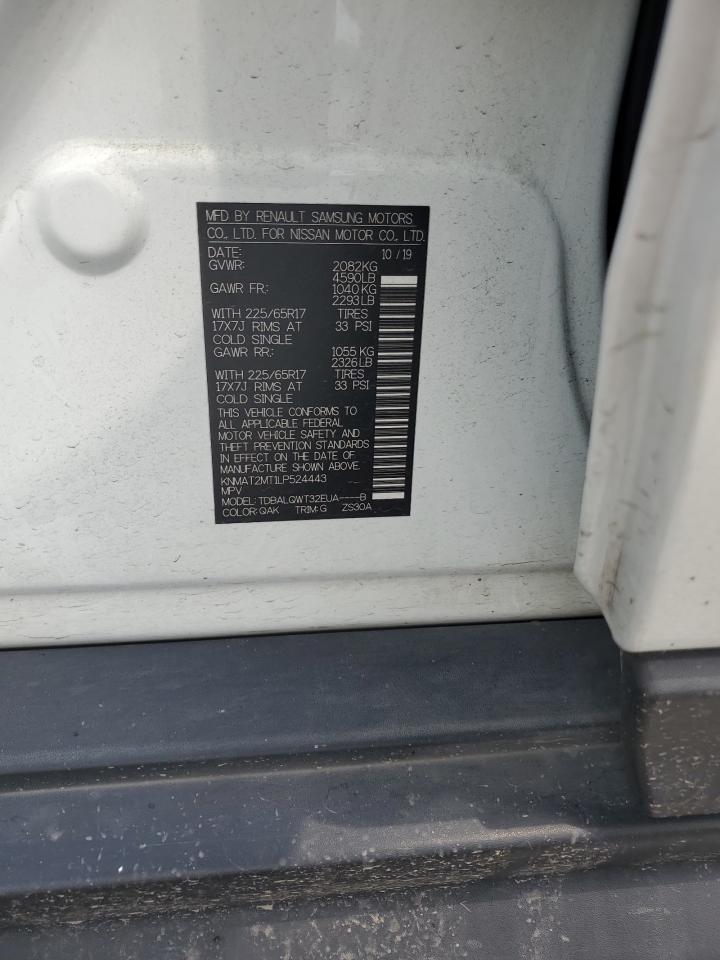 MFD BY RENAULT SAMSUNG MOTORS
CO., LTD. FOR NISSAN MOTOR CO., LTD.
DATE: 10 / 19
GVWR: 2082KG
4590LB
GAWR FR.: 1040KG
2293LB
WITH 225/65R17 TIRES
17X7J RIMS AT 33 PSI
COLD SINGLE
GAWR RR.: 1055 KG
2326LB
WITH 225/65R17 TIRES
17X7J RIMS AT 33 PSI
COLD SINGLE
THIS VEHICLE CONFORMS TO
ALL APPLICABLE FEDERAL
MOTOR VEHICLE SAFETY AND
THEFT PREVENTION STANDARDS
IN EFFECT ON THE DATE OF
MANUFACTURE SHOWN ABOVE.
KNMAT2MT1LP524443
MPV
MODEL: TDBALQWT32EUA----B
COLOR: QAK TRIM:G ZS30A